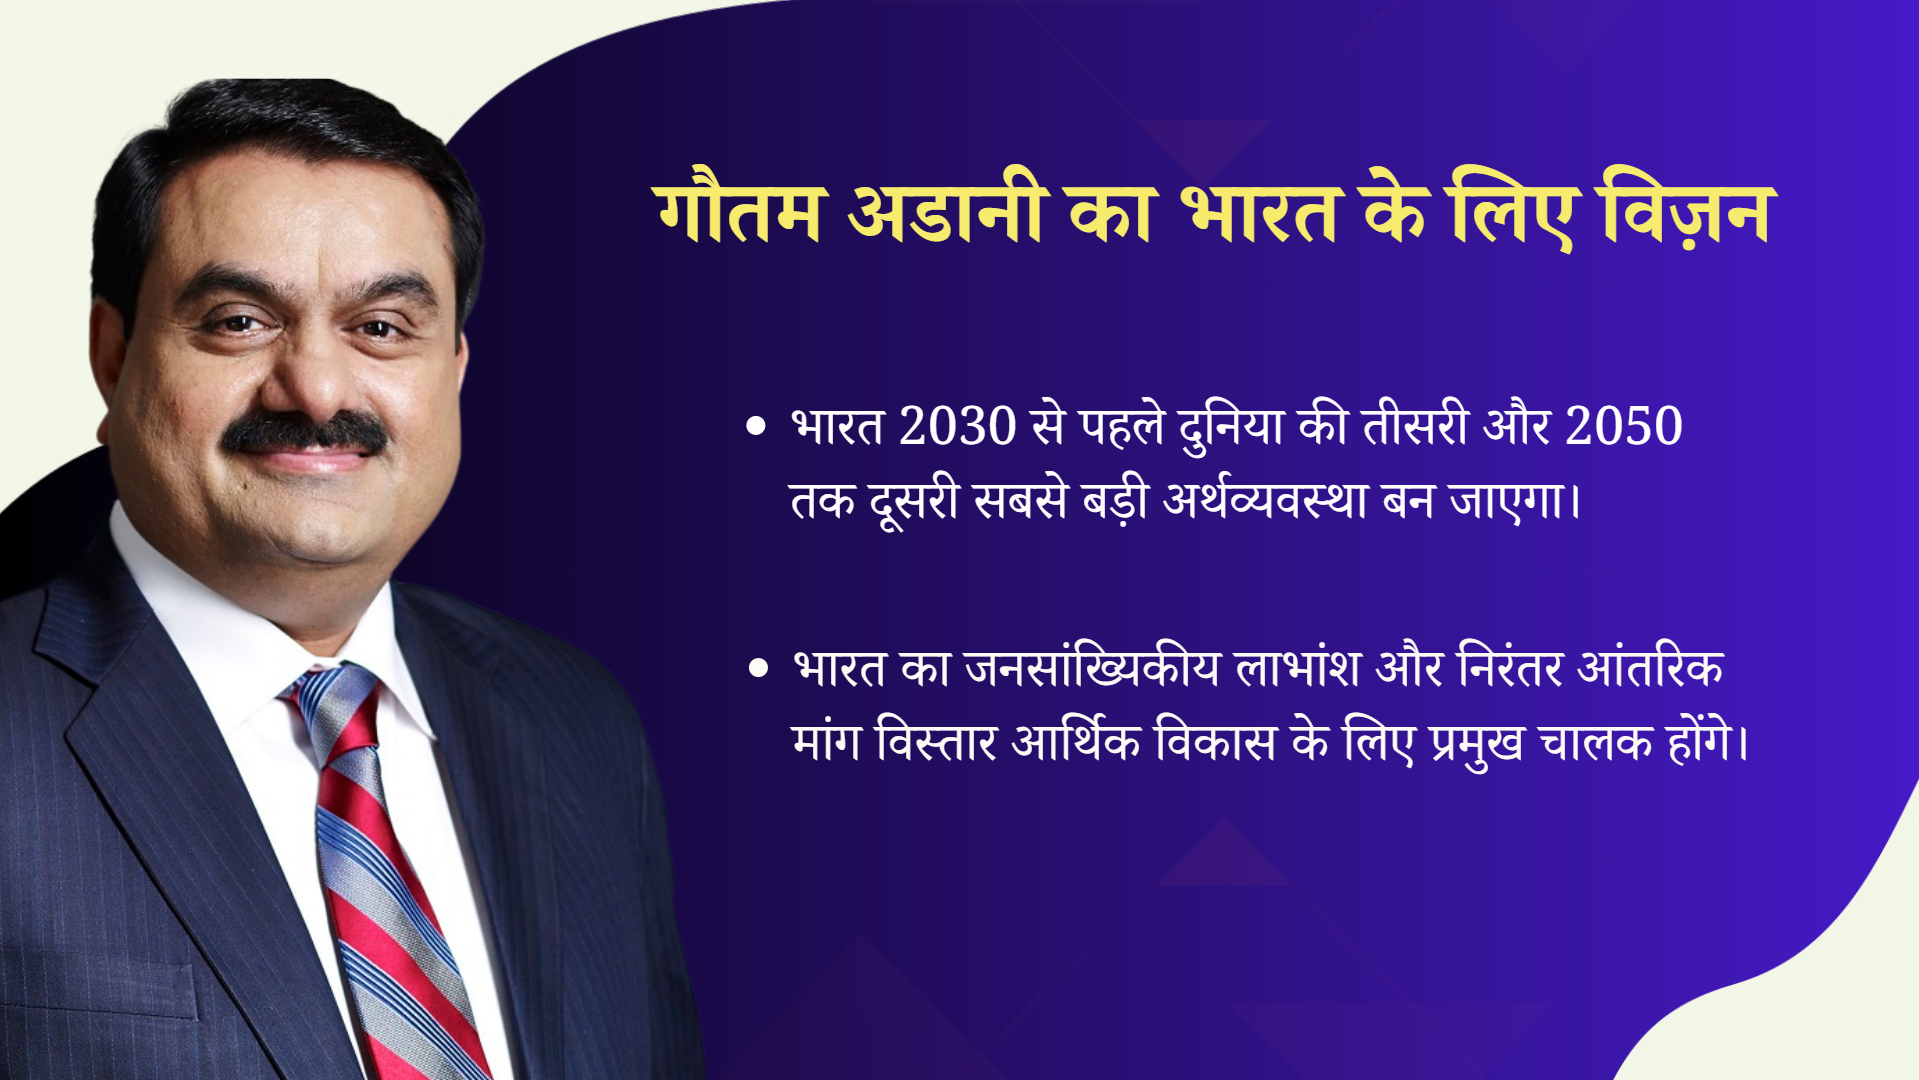 गौतम अडानी का भारत के लिए विज़न
• भारत 2030 से पहले दुनिया की तीसरी और 2050
तक दूसरी सबसे बड़ी अर्थव्यवस्था बन जाएगा।
• भारत का जनसांख्यिकीय लाभांश और निरंतर आंतरिक
मांग विस्तार आर्थिक विकास के लिए प्रमुख चालक होंगे।